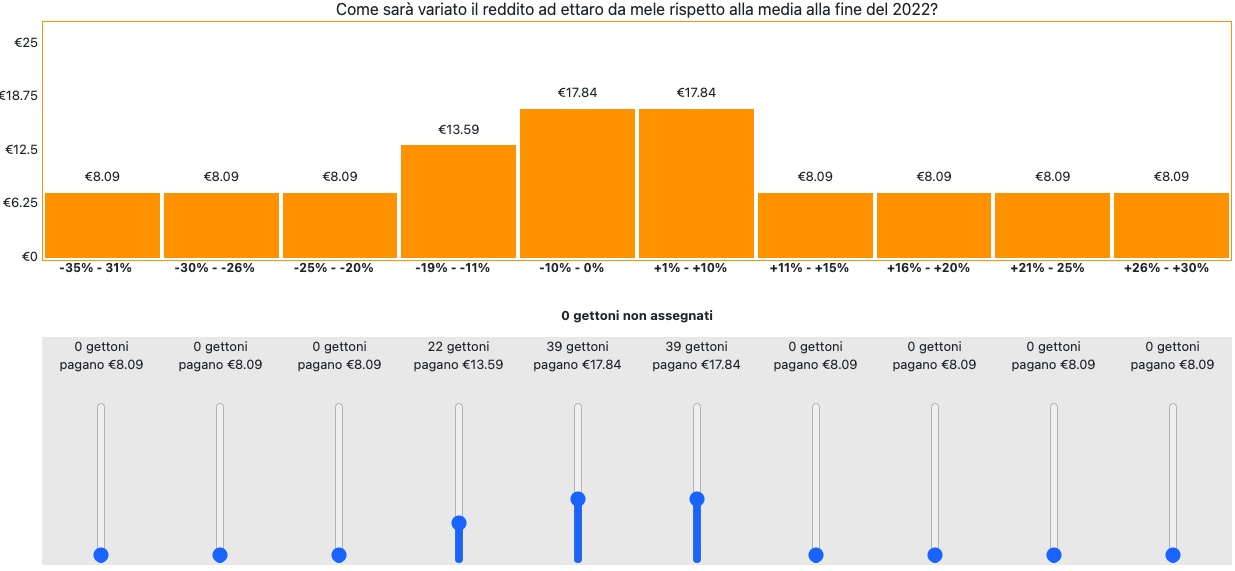 Come sarà variato il reddito ad ettaro da mele rispetto alla media alla fine del 2022?
€25
€18.75
€12.5
€6.25
€0
€8.09 €8.09 €8.09 €13.59 €17.84 €17.84 €8.09 €8.09 €8.09 €8.09
-35% - 31% -30% - -26% -25% - -20% -19% - -11% -10% - 0% +1% - +10% +11% - +15% +16% - +20% +21% - 25% +26% - +30%
0 gettoni non assegnati
0 gettoni 0 gettoni 0 gettoni 22 gettoni 39 gettoni 39 gettoni 0 gettoni 0 gettoni 0 gettoni 0 gettoni
pagano €8.09 pagano €8.09 pagano €8.09 pagano €13.59 pagano €17.84 pagano €17.84 pagano €8.09 pagano €8.09 pagano €8.09 pagano €8.09